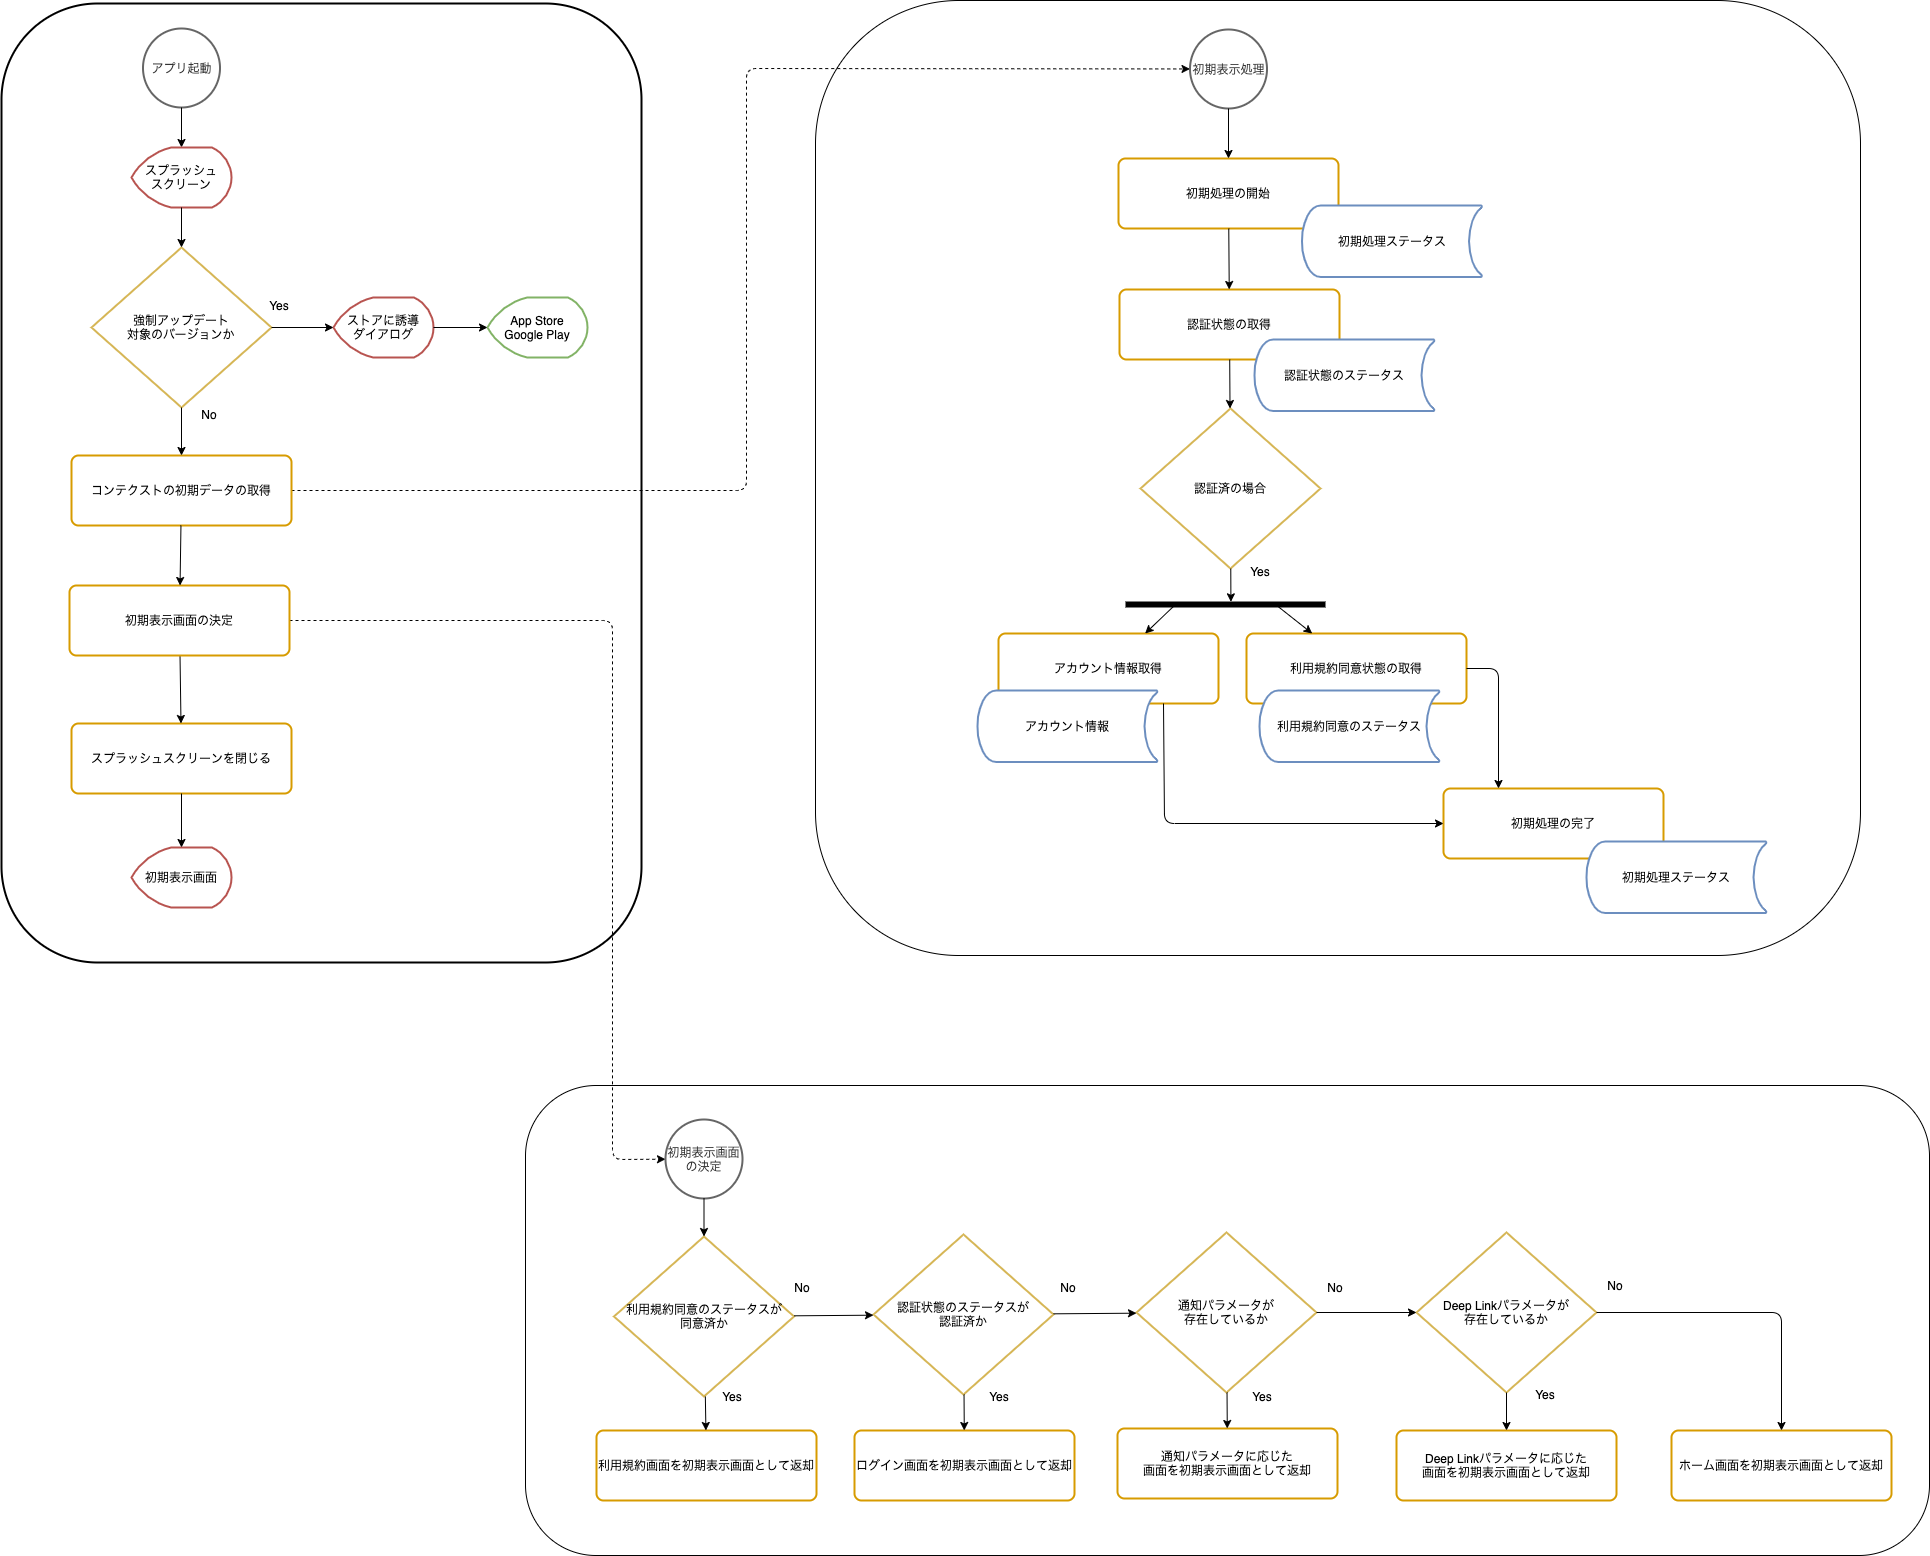 アプリ起動
スプラッシュ
スクリーン
強制アップデート
対象のバージョンか
Yes
ストアに誘導
ダイアログ
App Store
Google Play
No
コンテクストの初期データの取得
初期表示画面の決定
スプラッシュスクリーンを閉じる
初期表示画面
初期表示処理
初期処理の開始
初期処理ステータス
認証状態の取得
認証状態のステータス
認証済の場合
Yes
アカウント情報取得
アカウント情報
利用規約同意状態の取得
利用規約同意のステータス
初期処理の完了
初期処理ステータス
初期表示画面
の決定
利用規約同意のステータスが
同意済か
No
Yes
利用規約画面を初期表示画面として返却
認証状態のステータスが
認証済か
No
Yes
ログイン画面を初期表示画面として返却
通知パラメータが
存在しているか
No
Yes
通知パラメータに応じた
画面を初期表示画面として返却
Deep Linkパラメータが
存在しているか
No
Yes
Deep Linkパラメータに応じた
画面を初期表示画面として返却
ホーム画面を初期表示画面として返却